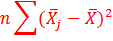 n∑(X̄ⱼ − X̄)²